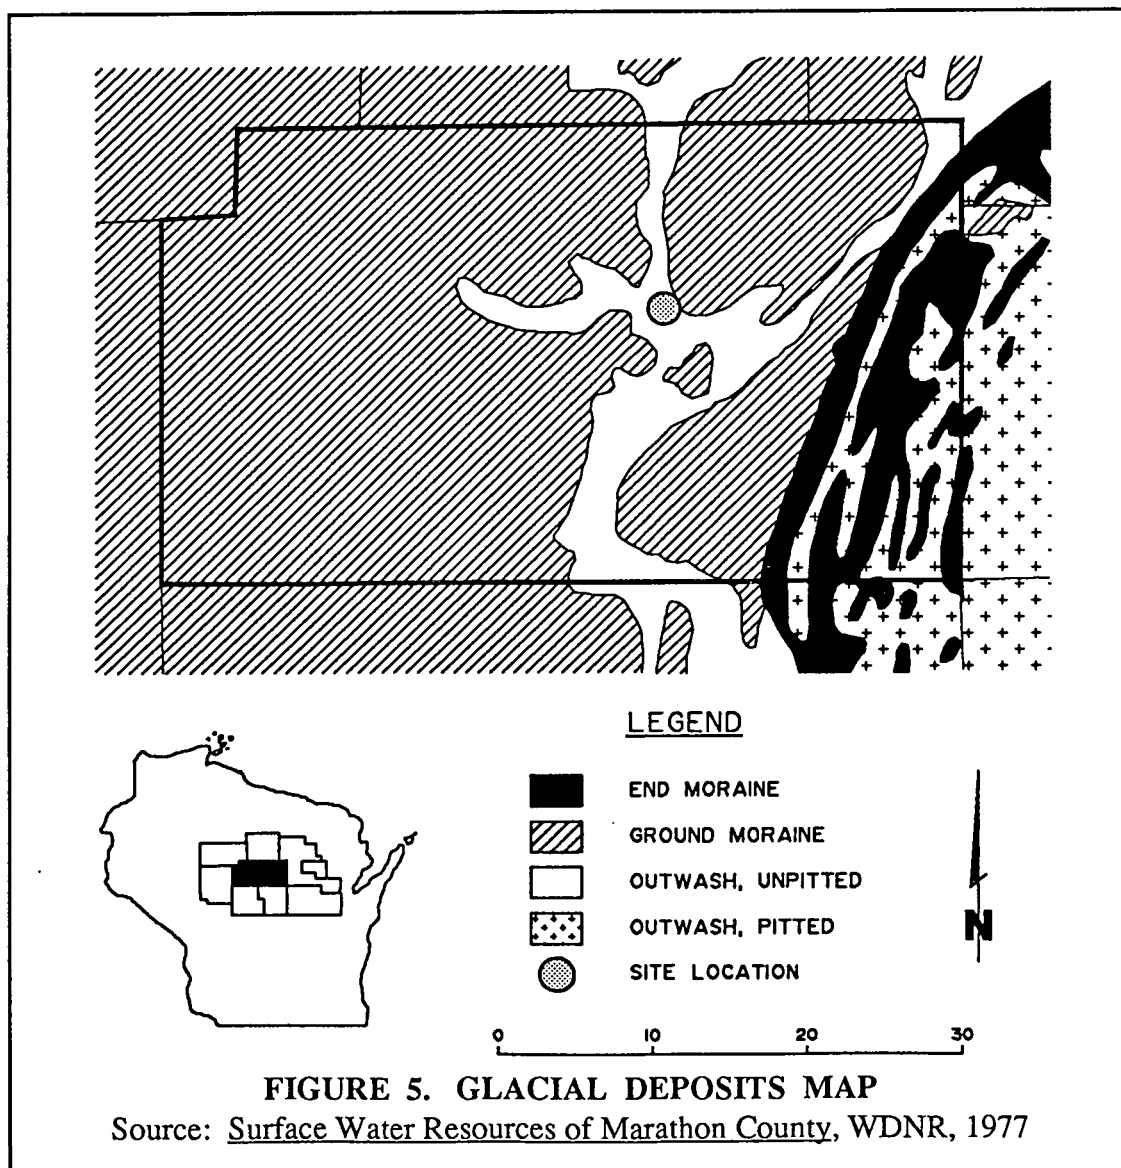 LEGEND
END MORAINE
GROUND MORAINE
OUTWASH, UNPITTED
OUTWASH, PITTED
SITE LOCATION
N
0 10 20 30
FIGURE 5. GLACIAL DEPOSITS MAP
Source: Surface Water Resources of Marathon County, WDNR, 1977